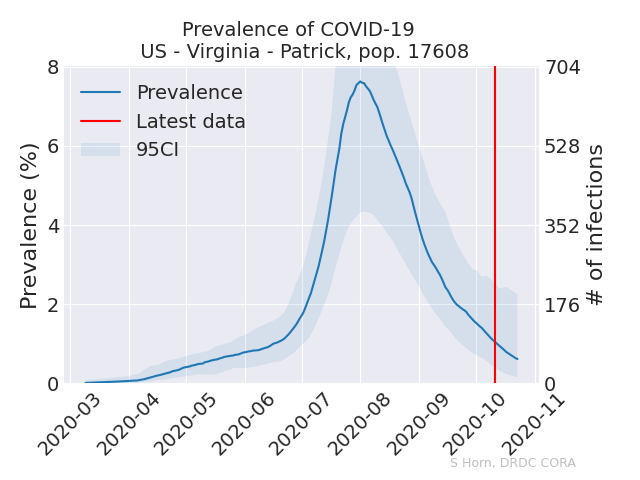 Prevalence of COVID-19
US - Virginia - Patrick, pop. 17608
Prevalence (%)
8
6
4
2
0
Prevalence
Latest data
95CI
704
528
352
176
0
# of infections
2020-03
2020-04
2020-05
2020-06
2020-07
2020-08
2020-09
2020-10
2020-11
S Horn, DRDC CORA